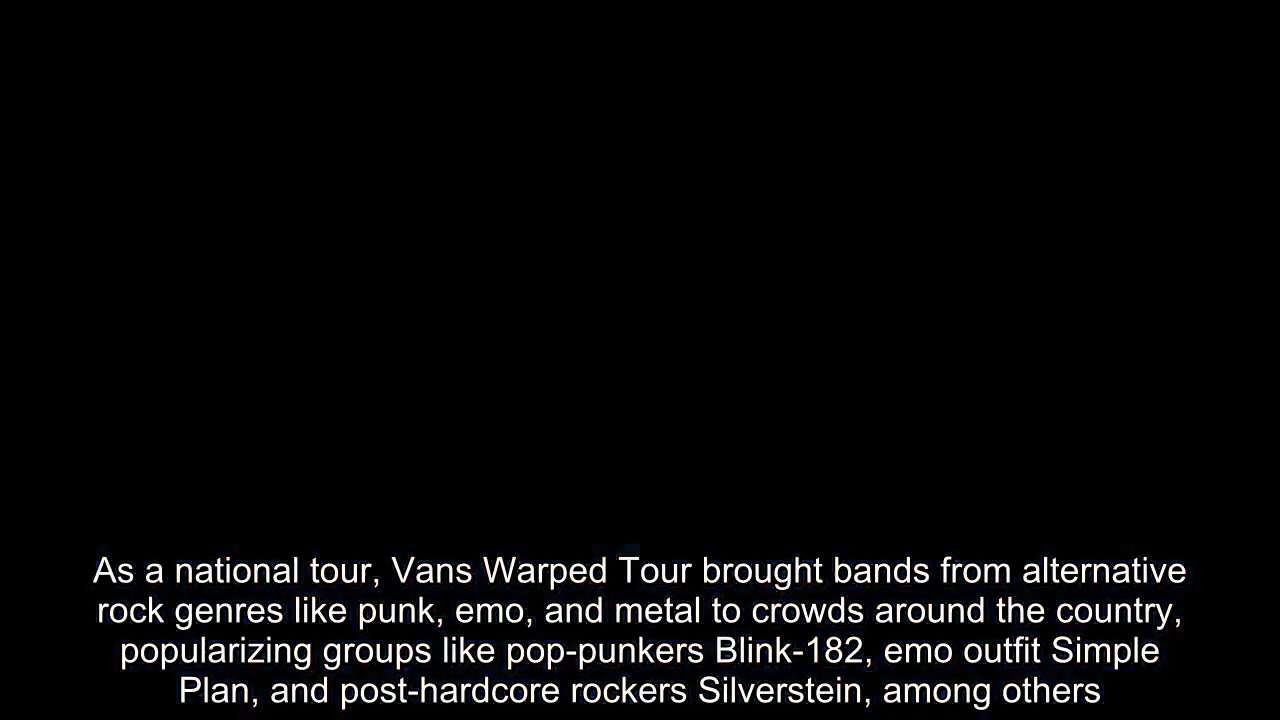 As a national tour, Vans Warped Tour brought bands from alternative
rock genres like punk, emo, and metal to crowds around the country,
popularizing groups like pop-punkers Blink-182, emo outfit Simple
Plan, and post-hardcore rockers Silverstein, among others